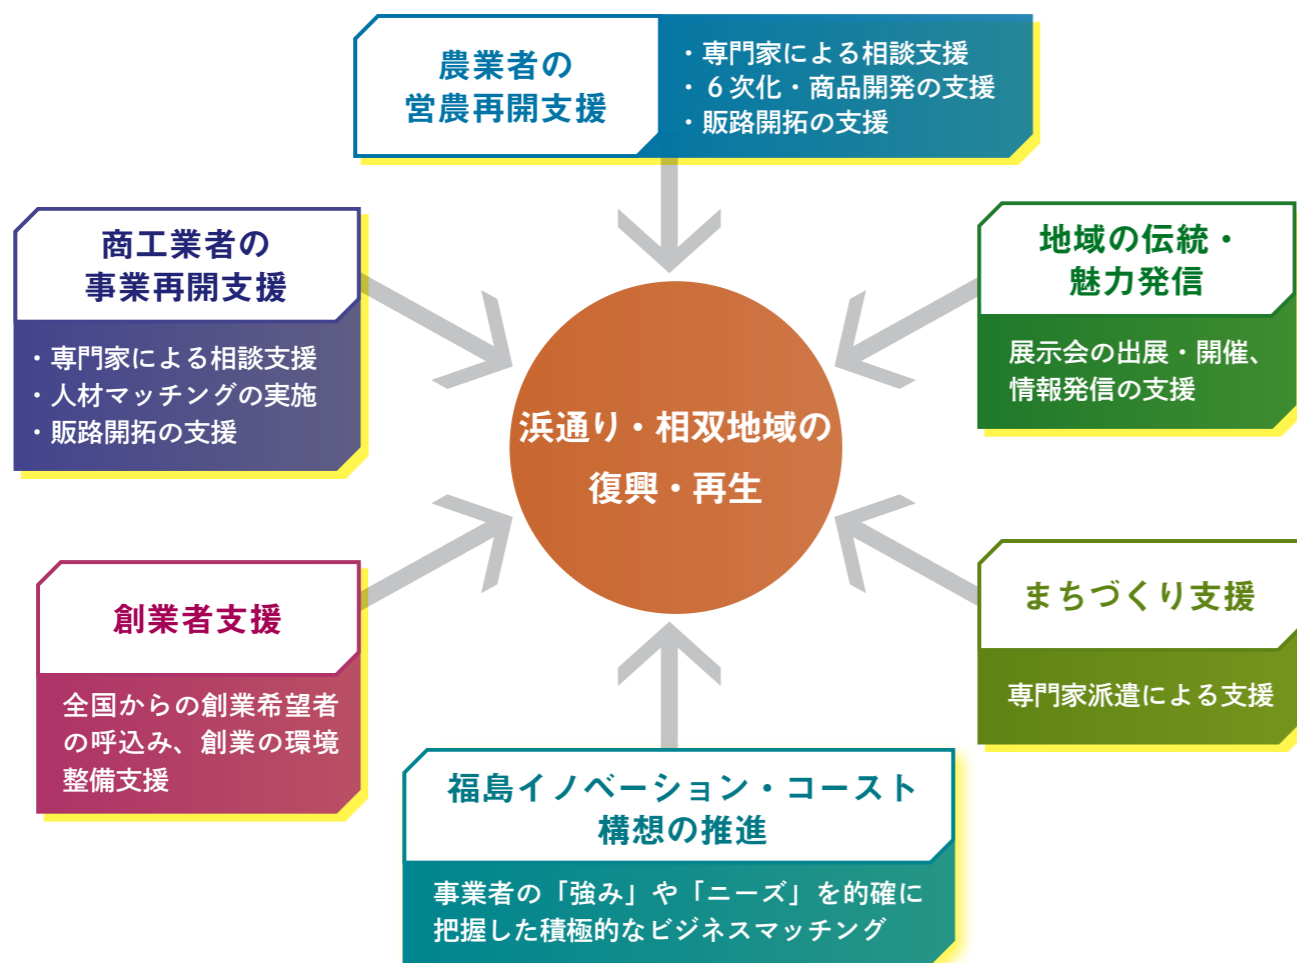 農業者の
営農再開支援
・専門家による相談支援
・６次化・商品開発の支援
・販路開拓の支援
商工業者の
事業再開支援
・専門家による相談支援
・人材マッチングの実施
・販路開拓の支援
地域の伝統・
魅力発信
展示会の出展・開催、
情報発信の支援
浜通り・相双地域の
復興・再生
創業者支援
全国からの創業希望者
の呼込み、創業の環境
整備支援
まちづくり支援
専門家派遣による支援
福島イノベーション・コースト
構想の推進
事業者の「強み」や「ニーズ」を的確に
把握した積極的なビジネスマッチング